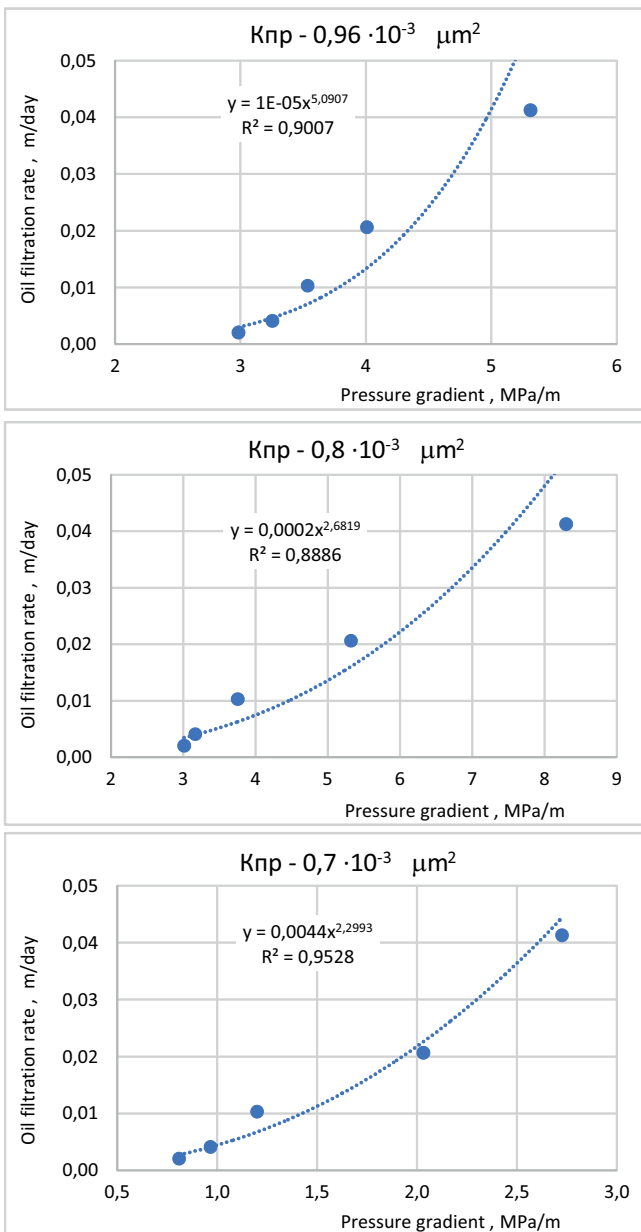 Кпр - 0,96 ·10-3 μm2
0,05
0,04
0,03
0,02
0,01
0,00
Oil filtration rate , m/day
y = 1E-05x5,0907
R² = 0,9007
2 3 4 5 6
Pressure gradient , MPa/m
Кпр - 0,8 ·10-3 μm2
0,05
0,04
0,03
0,02
0,01
0,00
Oil filtration rate , m/day
y = 0,0002x2,6819
R² = 0,8886
2 3 4 5 6 7 8 9
Pressure gradient , MPa/m
Кпр - 0,7 ·10-3 μm2
0,05
0,04
0,03
0,02
0,01
0,00
Oil filtration rate , m/day
y = 0,0044x2,2993
R² = 0,9528
0,5 1,0 1,5 2,0 2,5 3,0
Pressure gradient , MPa/m